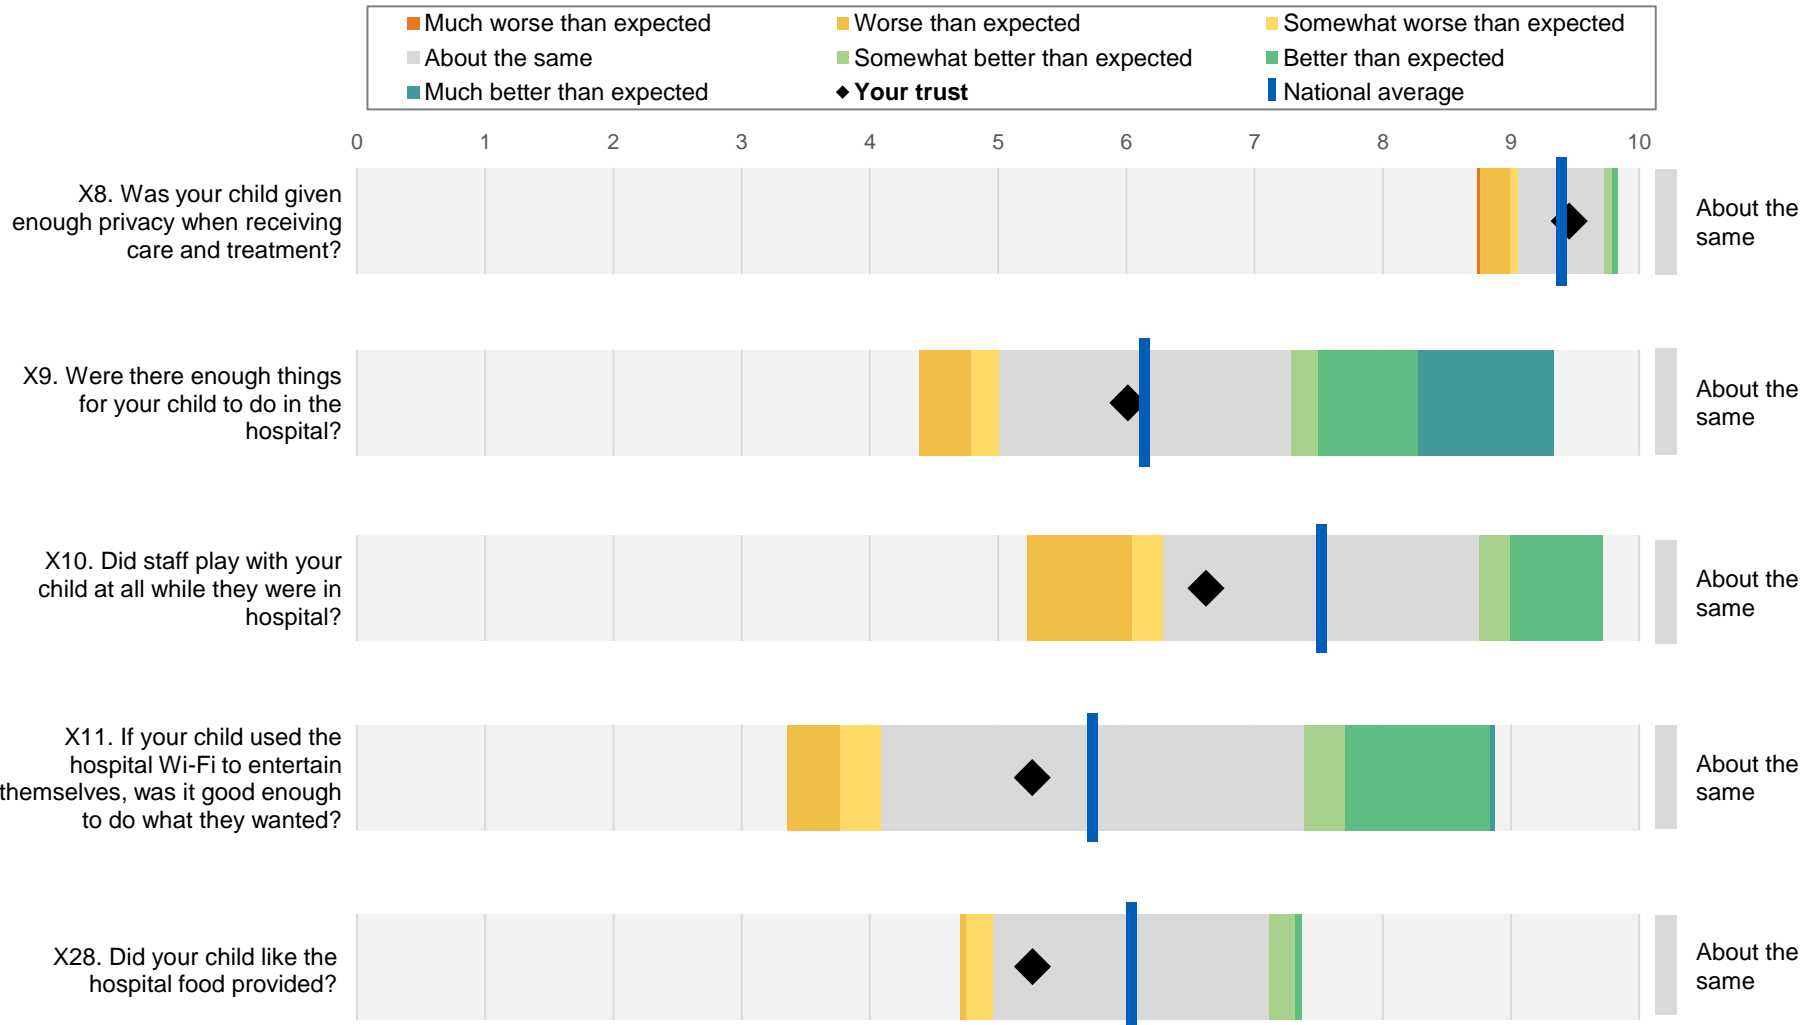 Much worse than expected
Worse than expected
Somewhat worse than expected
About the same
Somewhat better than expected
Better than expected
Much better than expected
Your trust
National average
0 1 2 3 4 5 6 7 8 9 10
X8. Was your child given
enough privacy when receiving
care and treatment?
About the
same
X9. Were there enough things
for your child to do in the
hospital?
About the
same
X10. Did staff play with your
child at all while they were in
hospital?
About the
same
X11. If your child used the
hospital Wi-Fi to entertain
themselves, was it good enough
to do what they wanted?
About the
same
X28. Did your child like the
hospital food provided?
About the
same